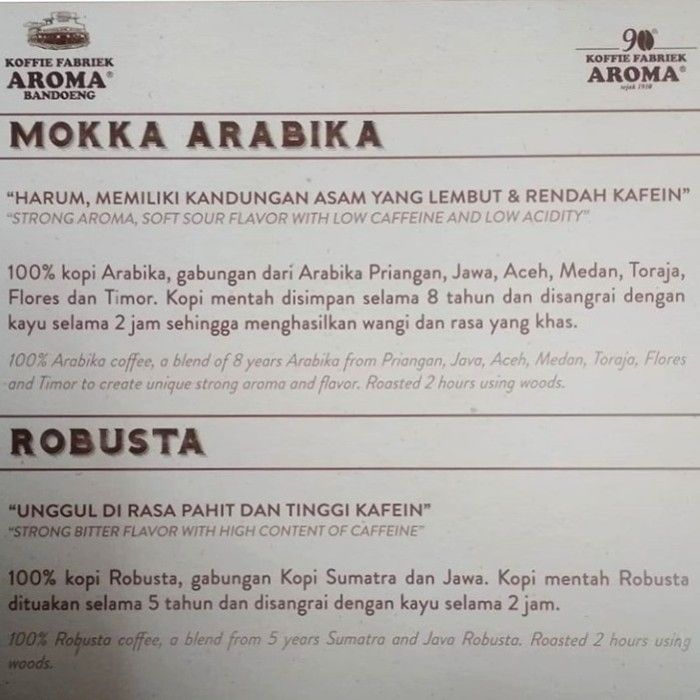 KOFFIE FABRIEK
AROMA®
BANDOENG
90
KOFFIE FABRIEK
AROMA®
sejak 1930
MOKKA ARABIKA
"HARUM, MEMILIKI KANDUNGAN ASAM YANG LEMBUT & RENDAH KAFEIN"
"STRONG AROMA, SOFT SOUR FLAVOR WITH LOW CAFFEINE AND LOW ACIDITY"
100% kopi Arabika, gabungan dari Arabika Priangan, Jawa, Aceh, Medan, Toraja,
Flores dan Timor. Kopi mentah disimpan selama 8 tahun dan disangrai dengan
kayu selama 2 jam sehingga menghasilkan wangi dan rasa yang khas.
100% Arabika coffee, a blend of 8 years Arabika from Priangan, Java, Aceh, Medan, Toraja, Flores
and Timor to create unique strong aroma and flavor. Roasted 2 hours using woods.
ROBUSTA
"UNGGUL DI RASA PAHIT DAN TINGGI KAFEIN"
"STRONG BITTER FLAVOR WITH HIGH CONTENT OF CAFFEINE"
100% kopi Robusta, gabungan Kopi Sumatra dan Jawa. Kopi mentah Robusta
dituakan selama 5 tahun dan disangrai dengan kayu selama 2 jam.
100% Robusta coffee, a blend from 5 years Sumatra and Java Robusta. Roasted 2 hours using
woods.